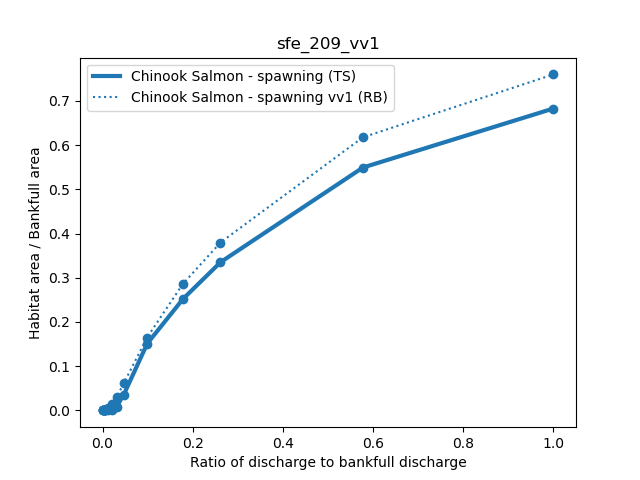 sfe_209_vv1
Chinook Salmon - spawning (TS)
Chinook Salmon - spawning vv1 (RB)
Habitat area / Bankfull area
0.7
0.6
0.5
0.4
0.3
0.2
0.1
0.0
0.0 0.2 0.4 0.6 0.8 1.0
Ratio of discharge to bankfull discharge